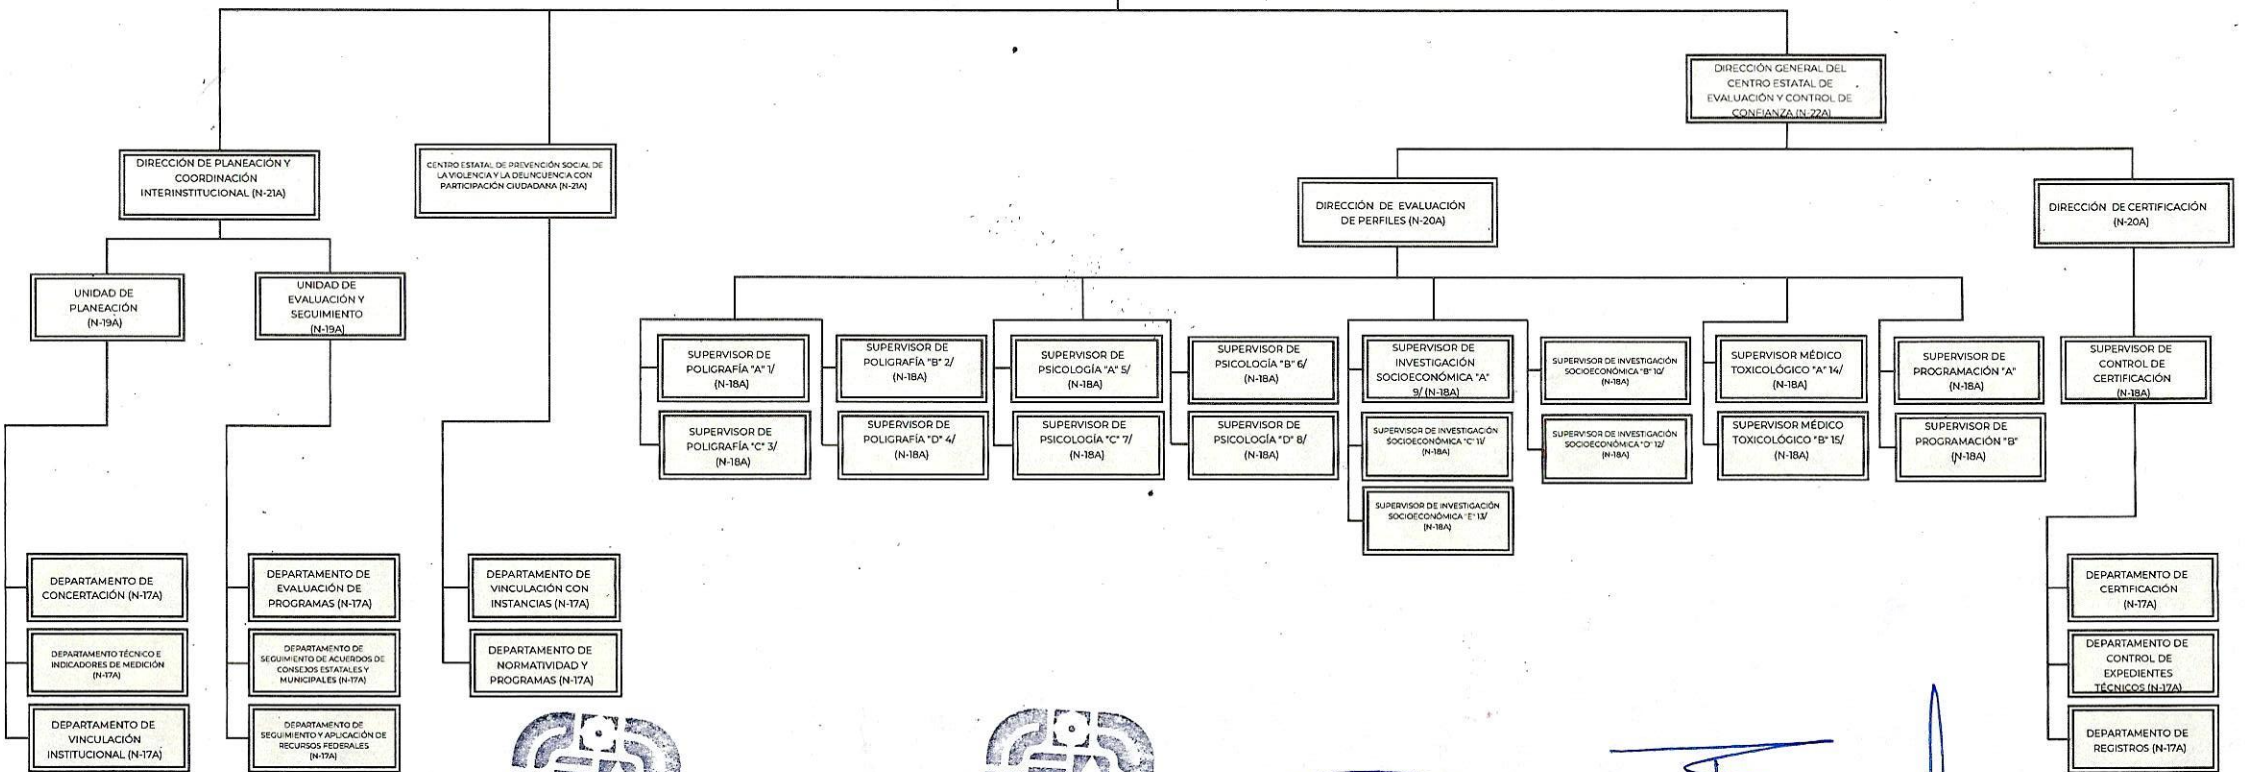 DIRECCIÓN GENERAL DEL
CENTRO ESTATAL DE
EVALUACIÓN Y CONTROL DE
CONFIANZA (N-22A)
DIRECCIÓN DE PLANEACIÓN Y
COORDINACIÓN
INTERINSTITUCIONAL (N-21A)
CENTRO ESTATAL DE PREVENCIÓN SOCIAL DE
LA VIOLENCIA Y LA DELINCUENCIA CON
PARTICIPACIÓN CIUDADANA (N-21A)
DIRECCIÓN DE EVALUACIÓN
DE PERFILES (N-20A)
DIRECCIÓN DE CERTIFICACIÓN
(N-20A)
UNIDAD DE
PLANEACIÓN
(N-19A)
UNIDAD DE
EVALUACIÓN Y
SEGUIMIENTO
(N-19A)
SUPERVISOR DE
POLIGRAFÍA "A" 1/
(N-18A)
SUPERVISOR DE
POLIGRAFÍA "B" 2/
(N-18A)
SUPERVISOR DE
PSICOLOGÍA "A" 5/
(N-18A)
SUPERVISOR DE
PSICOLOGÍA "B" 6/
(N-18A)
SUPERVISOR DE
INVESTIGACIÓN
SOCIOECONÓMICA "A"
9/ (N-18A)
SUPERVISOR DE INVESTIGACIÓN
SOCIOECONÓMICA "B" 10/
(N-18A)
SUPERVISOR MÉDICO
TOXICOLÓGICO "A" 14/
(N-18A)
SUPERVISOR DE
PROGRAMACIÓN "A"
(N-18A)
SUPERVISOR DE
CONTROL DE
CERTIFICACIÓN
(N-18A)
SUPERVISOR DE
POLIGRAFÍA "C" 3/
(N-18A)
SUPERVISOR DE
POLIGRAFÍA "D" 4/
(N-18A)
SUPERVISOR DE
PSICOLOGÍA "C" 7/
(N-18A)
SUPERVISOR DE
PSICOLOGÍA "D" 8/
(N-18A)
SUPERVISOR DE INVESTIGACIÓN
SOCIOECONÓMICA "C" 11/
(N-18A)
SUPERVISOR DE INVESTIGACIÓN
SOCIOECONÓMICA "D" 12/
(N-18A)
SUPERVISOR MÉDICO
TOXICOLÓGICO "B" 15/
(N-18A)
SUPERVISOR DE
PROGRAMACIÓN "B"
(N-18A)
SUPERVISOR DE INVESTIGACIÓN
SOCIOECONÓMICA "E" 13/
(N-18A)
DEPARTAMENTO DE
CONCERTACIÓN (N-17A)
DEPARTAMENTO DE
EVALUACIÓN DE
PROGRAMAS (N-17A)
DEPARTAMENTO DE
VINCULACIÓN CON
INSTANCIAS (N-17A)
DEPARTAMENTO DE
CERTIFICACIÓN
(N-17A)
DEPARTAMENTO TÉCNICO E
INDICADORES DE MEDICIÓN
(N-17A)
DEPARTAMENTO DE
SEGUIMIENTO DE ACUERDOS DE
CONSEJOS ESTATALES Y
MUNICIPALES (N-17A)
DEPARTAMENTO DE
NORMATIVIDAD Y
PROGRAMAS (N-17A)
DEPARTAMENTO DE
CONTROL DE
EXPEDIENTES
TÉCNICOS (N-17A)
DEPARTAMENTO DE
VINCULACIÓN
INSTITUCIONAL (N-17A)
DEPARTAMENTO DE
SEGUIMIENTO Y APLICACIÓN DE
RECURSOS FEDERALES
(N-17A)
DEPARTAMENTO DE
REGISTROS (N-17A)